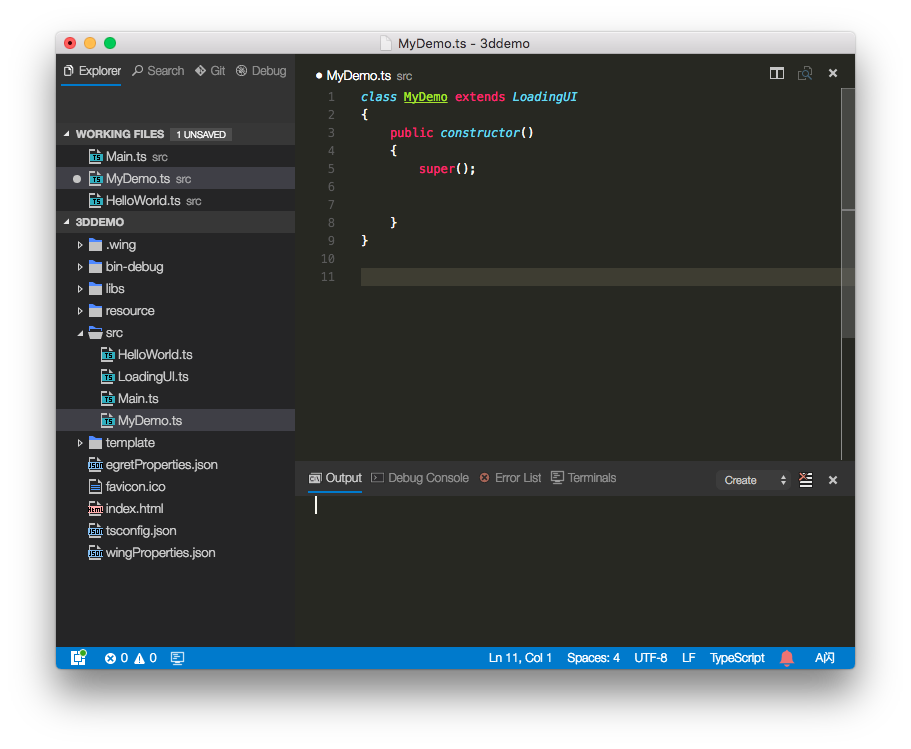 MyDemo.ts - 3ddemo
Explorer Search Git Debug
WORKING FILES 1 UNSAVED
Main.ts src
MyDemo.ts src
HelloWorld.ts src
3DDEMO
.wing
bin-debug
libs
resource
src
HelloWorld.ts
LoadingUI.ts
Main.ts
MyDemo.ts
template
egretProperties.json
favicon.ico
index.html
tsconfig.json
wingProperties.json
MyDemo.ts src
1 class MyDemo extends LoadingUI
2 {
3 public constructor()
4 {
5 super();
6
7
8 }
9 }
10
11
Output Debug Console Error List Terminals Create
0 0 Ln 11, Col 1 Spaces: 4 UTF-8 LF TypeScript A闪